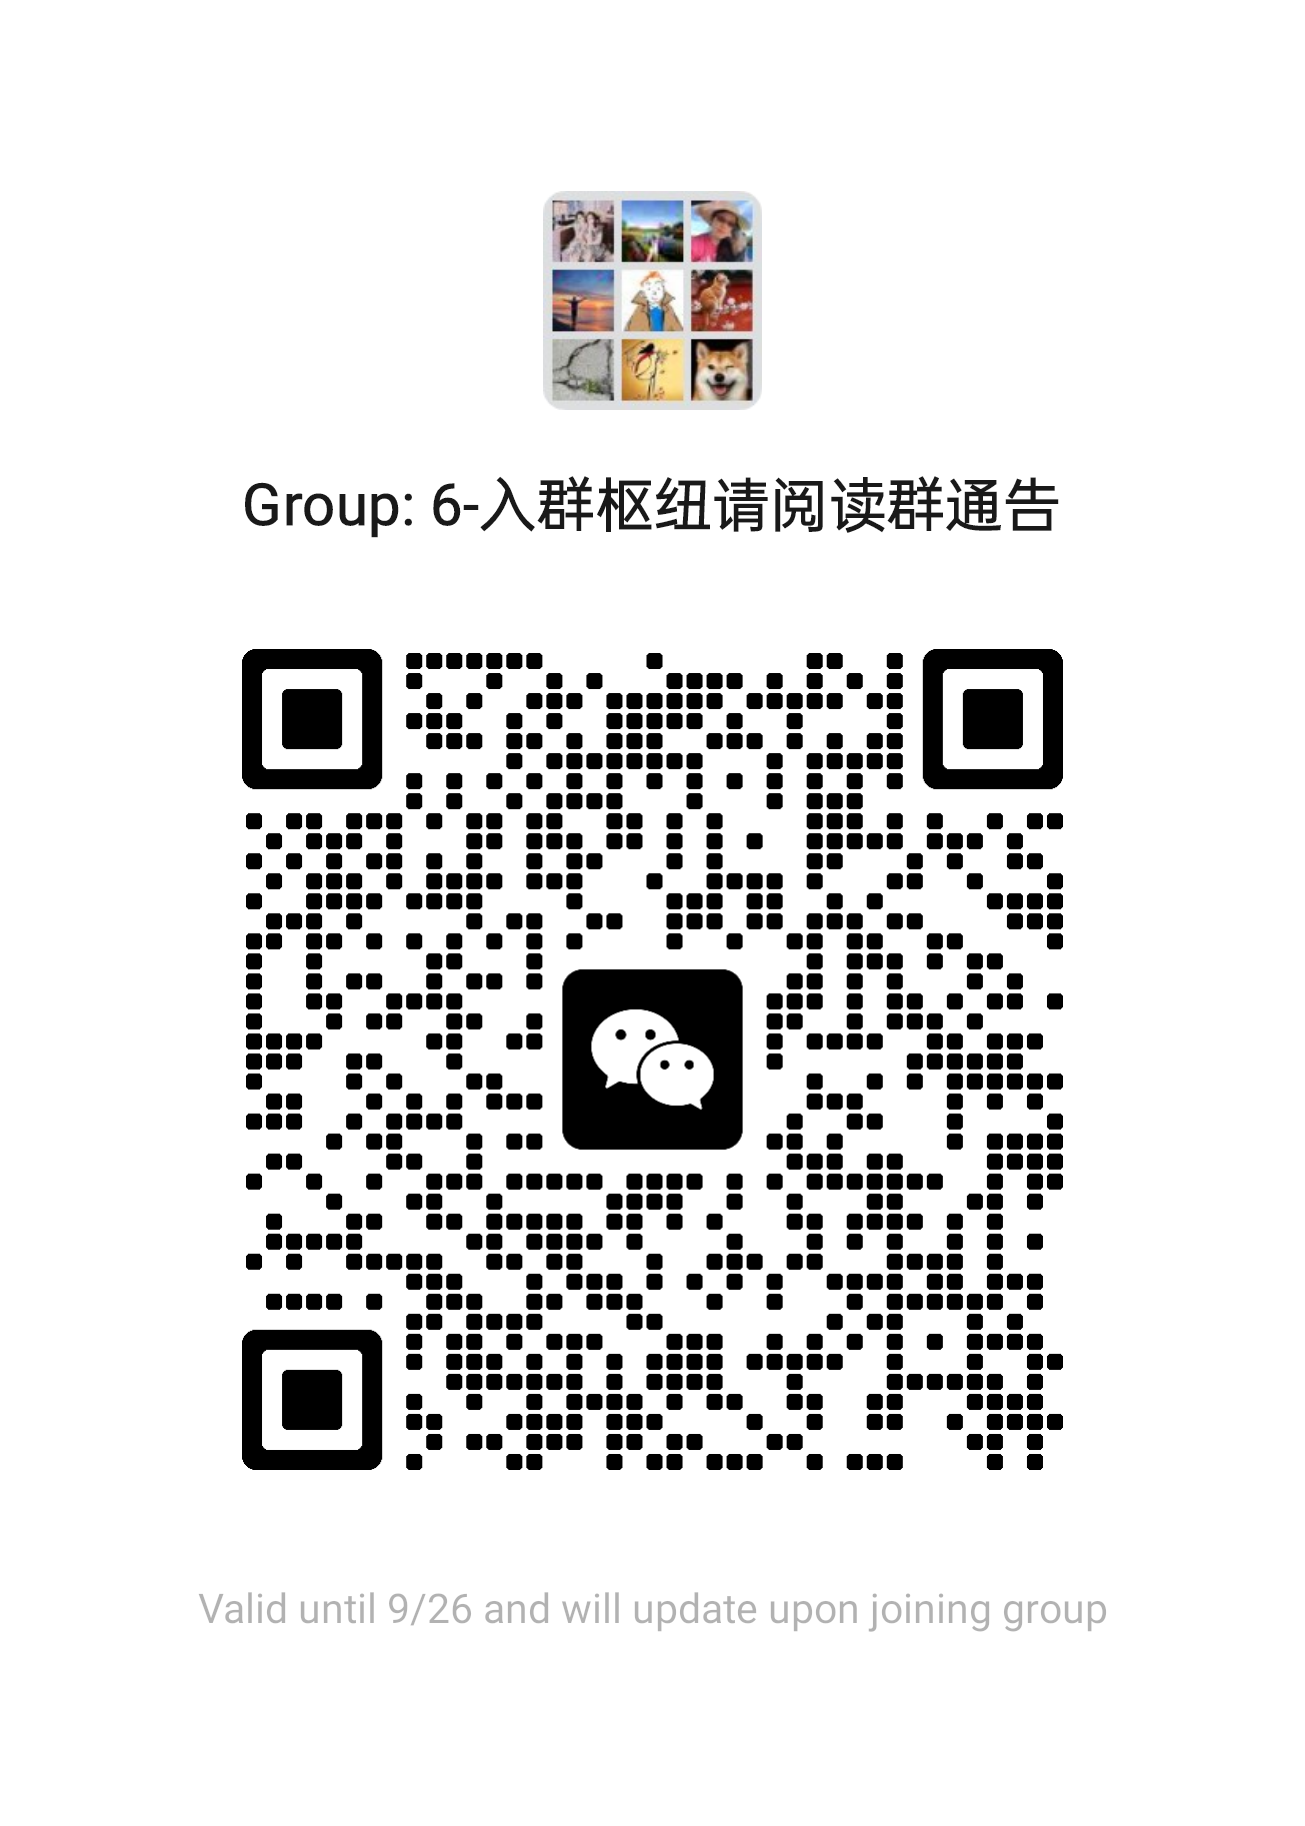 Group: 6-入群枢纽请阅读群通告
Valid until 9/26 and will update upon joining group